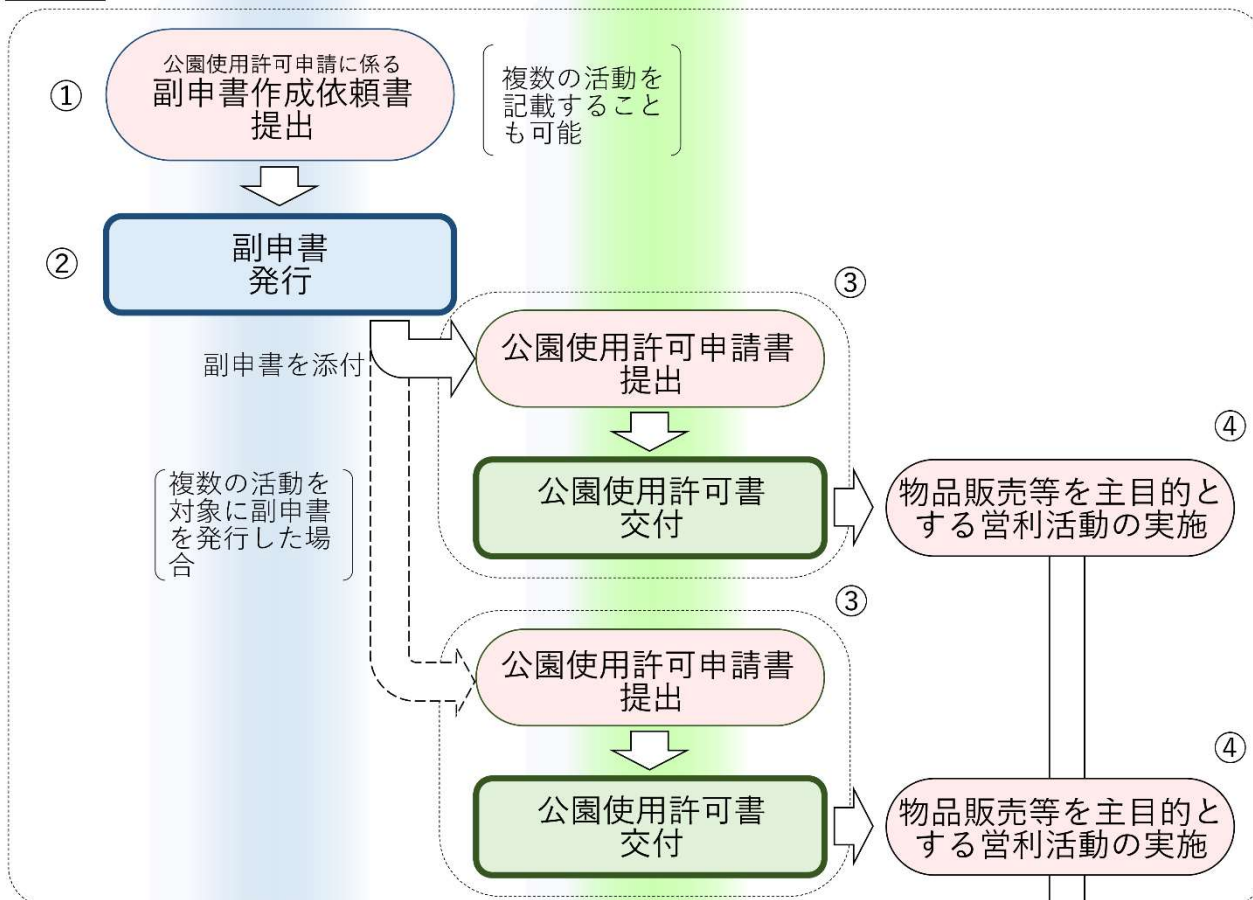 ①
公園使用許可申請に係る
副申書作成依頼書
提出
複数の活動を
記載すること
も可能
②
副申書
発行
副申書を添付
③
公園使用許可申請書
提出
公園使用許可書
交付
④
物品販売等を主目的と
する営利活動の実施
複数の活動を
対象に副申書
を発行した場
合
③
公園使用許可申請書
提出
公園使用許可書
交付
④
物品販売等を主目的と
する営利活動の実施